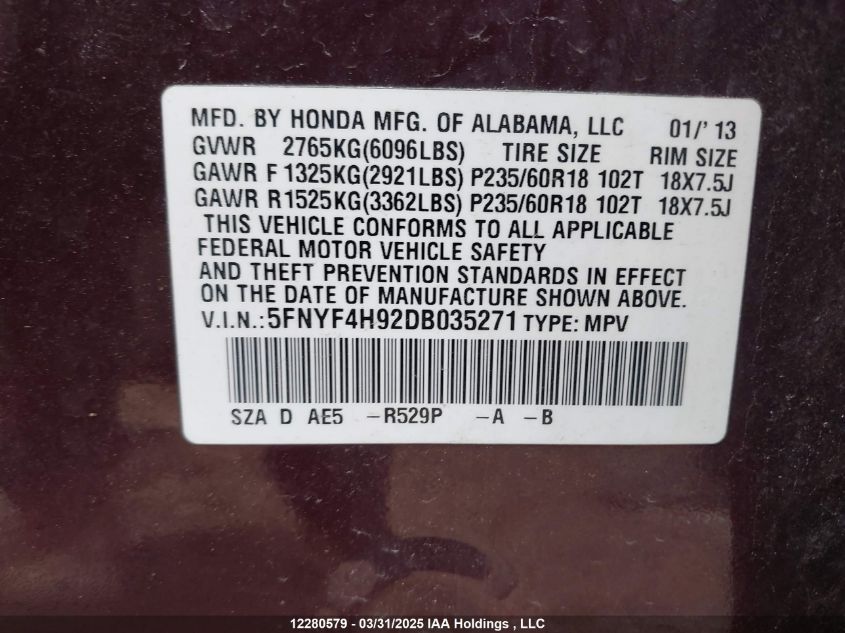 MFD. BY HONDA MFG. OF ALABAMA, LLC 01/' 13
GVWR 2765KG(6096LBS) TIRE SIZE RIM SIZE
GAWR F 1325KG(2921LBS) P235/60R18 102T 18X7.5J
GAWR R1525KG(3362LBS) P235/60R18 102T 18X7.5J
THIS VEHICLE CONFORMS TO ALL APPLICABLE
FEDERAL MOTOR VEHICLE SAFETY
AND THEFT PREVENTION STANDARDS IN EFFECT
ON THE DATE OF MANUFACTURE SHOWN ABOVE.
V.I.N.:5FNYF4H92DB035271 TYPE: MPV
SZA D AE5 -R529P -A -B
12280579 - 03/31/2025 IAA Holdings , LLC